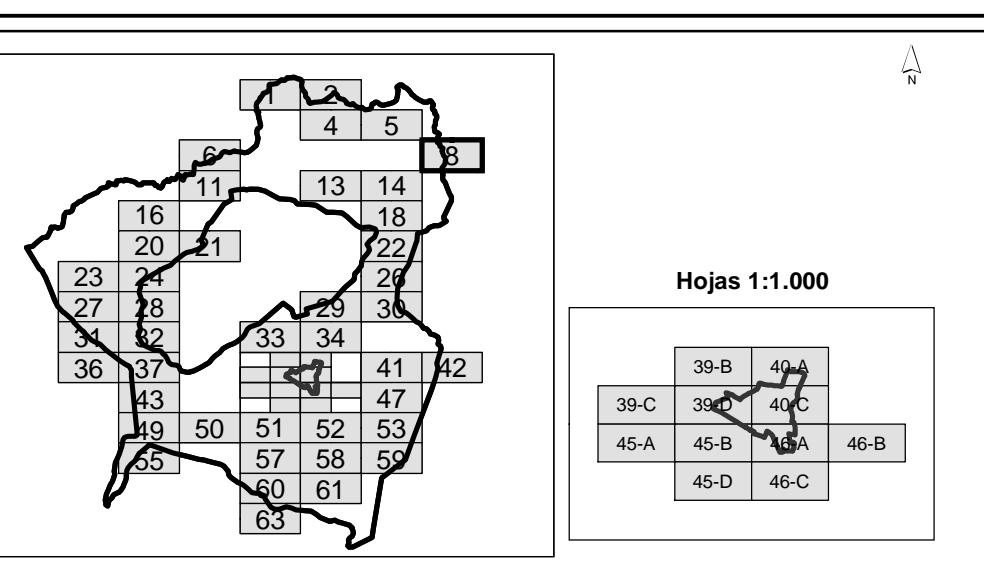 N
1 2
4 5
6 8
11 13 14
16 18
20 21 22
23 24 26
27 28 29 30
31 32 33 34
36 37 41 42
43 47
49 50 51 52 53
55 57 58 59
60 61
63
Hojas 1:1.000
39-B 40-A
39-C 39-D 40-C
45-A 45-B 46-A 46-B
45-D 46-C